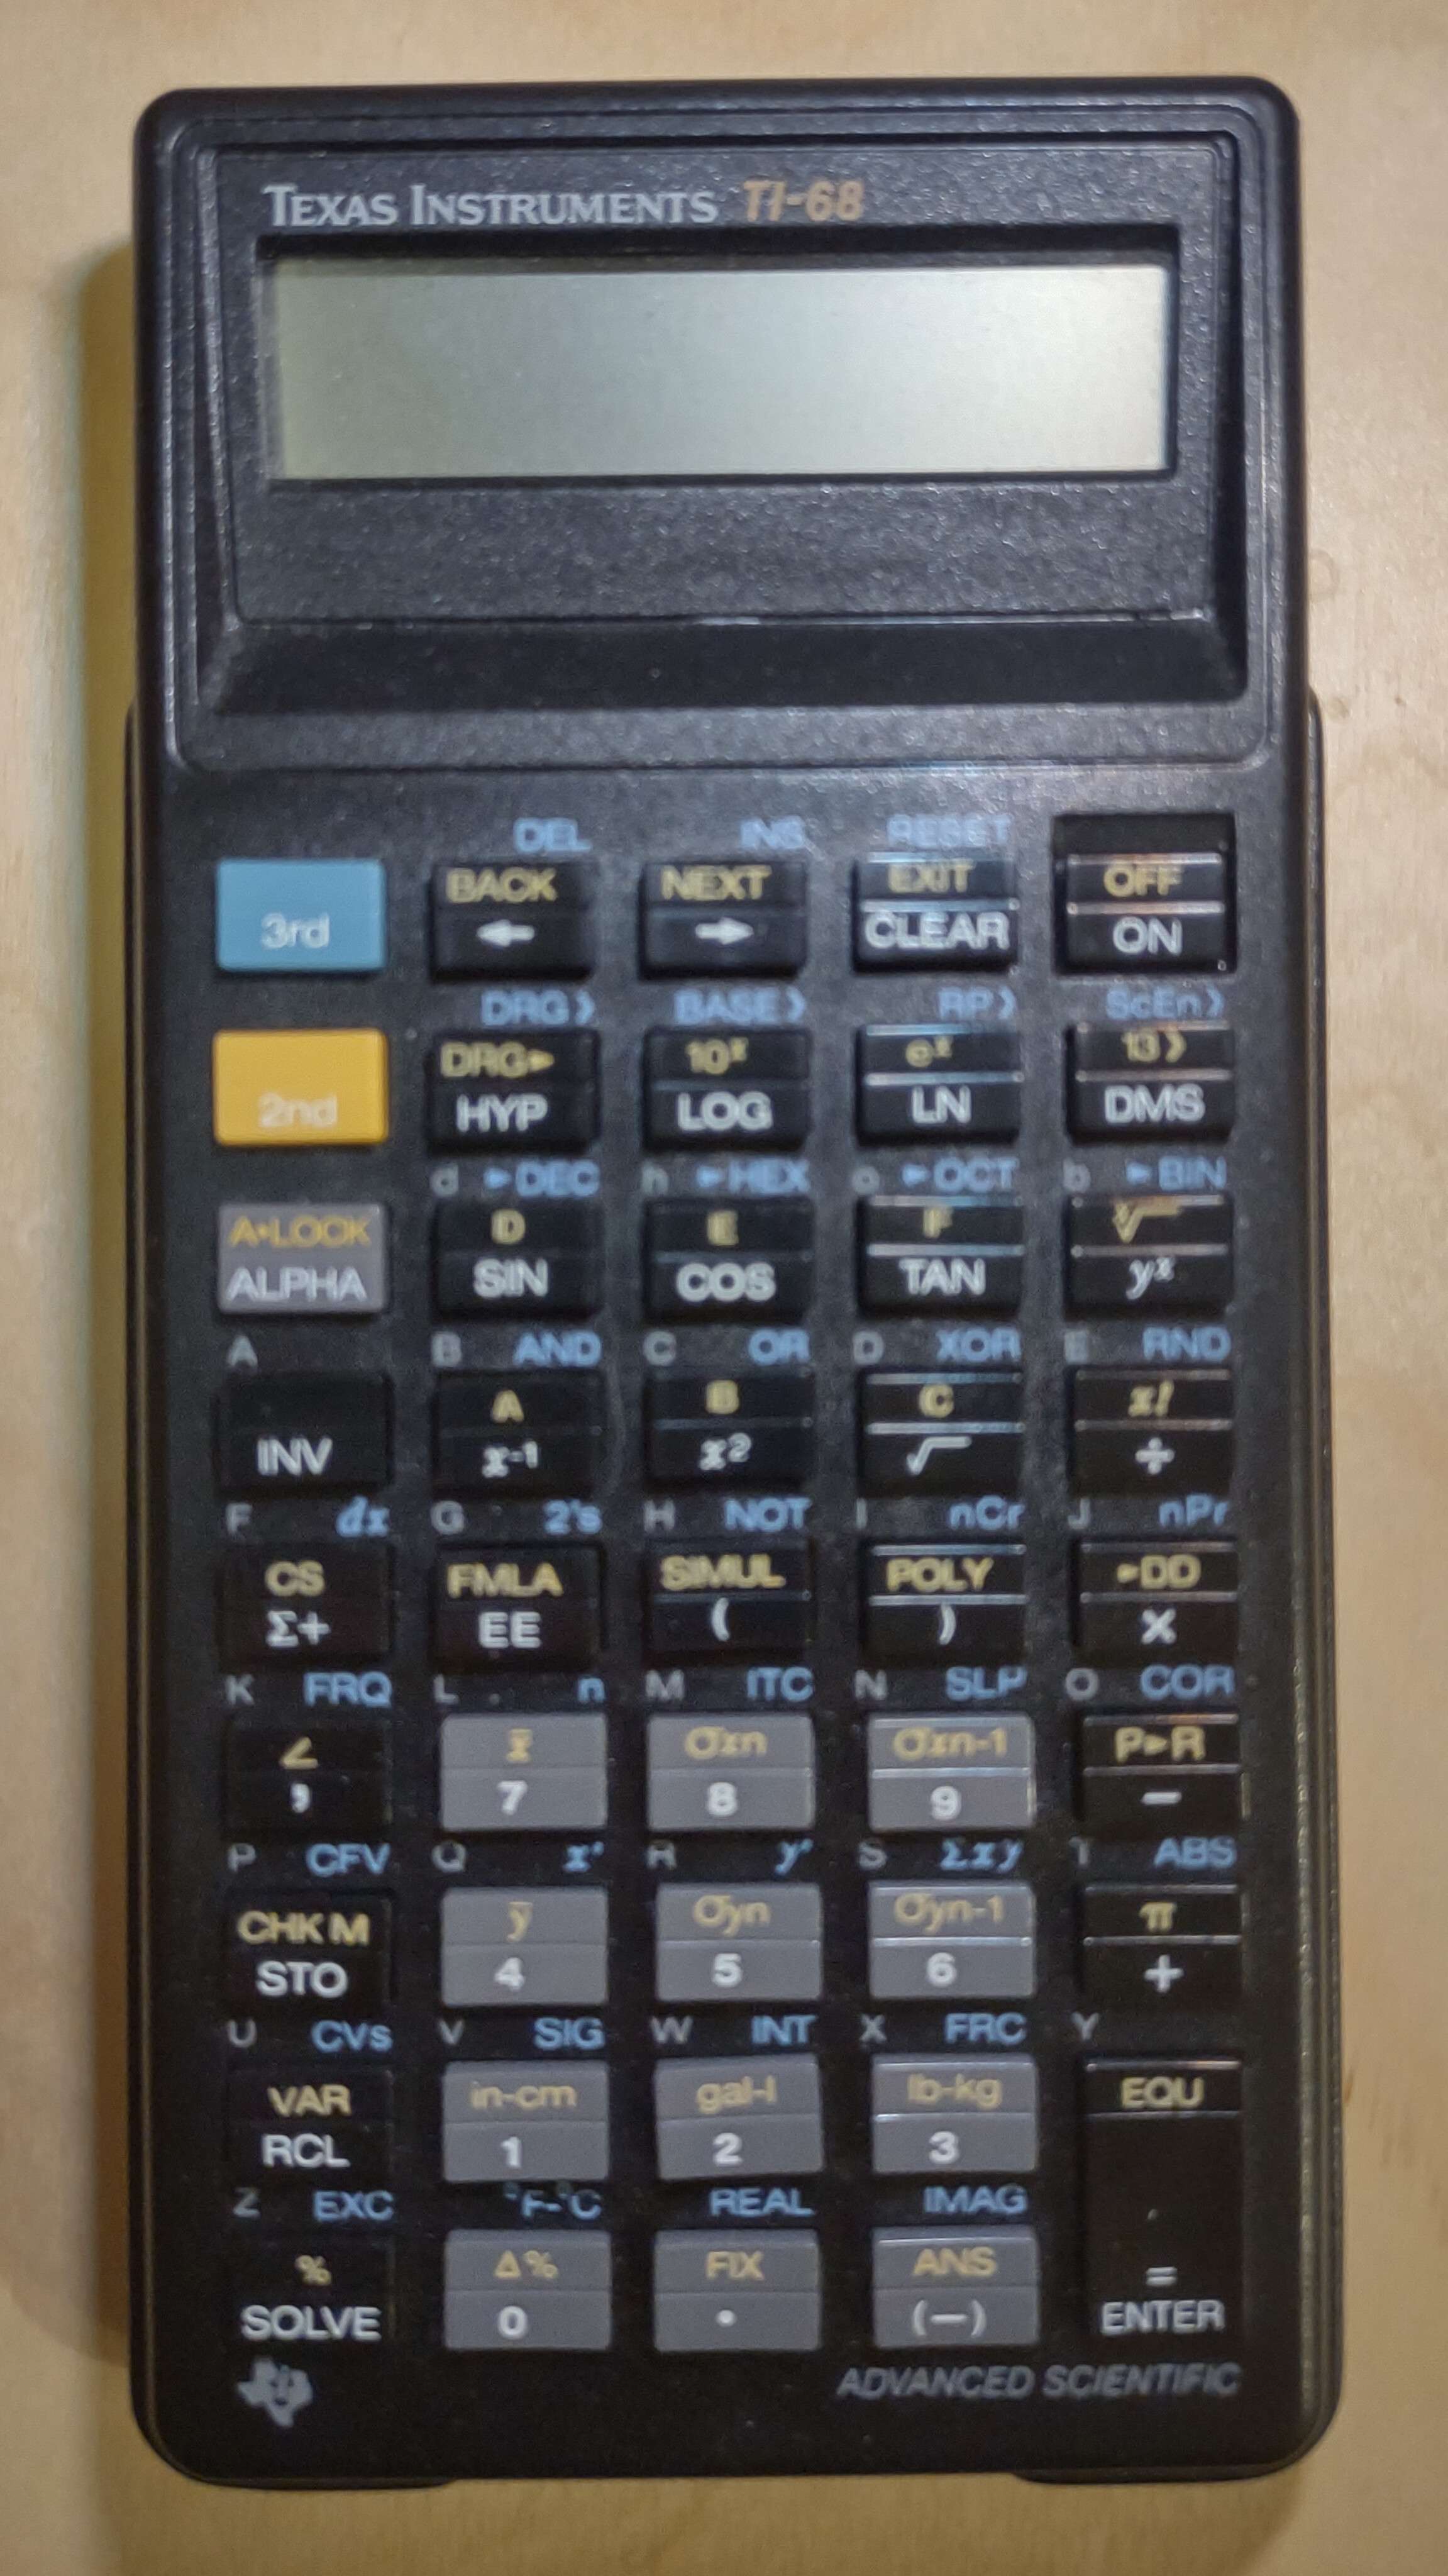 TEXAS INSTRUMENTS TI-68
DEL INS RESET
BACK NEXT EXIT OFF
3rd ← → CLEAR ON
DRG❭ BASE❭ RP❭ ScEn❭
DRG► 10ˣ eˣ 13❭
2nd HYP LOG LN DMS
d ►DEC h ►HEX o ►OCT b ►BIN
A•LOCK D E F ˣ√
ALPHA SIN COS TAN yˣ
A B AND C OR D XOR E RND
A B C x!
INV x⁻¹ x² √ ÷
F dx G 2's H NOT I nCr J nPr
CS FMLA SIMUL POLY ►DD
Σ+ EE ( ) ×
K FRQ L n M ITC N SLP O COR
∠ x̅ σxn σxn-1 P►R
, 7 8 9 −
P CFV Q x' R y' S Σxy T ABS
CHK M y̅ σyn σyn-1 π
STO 4 5 6 +
U CVs V SIG W INT X FRC Y
VAR in-cm gal-l lb-kg EQU
RCL 1 2 3
Z EXC °F-°C REAL IMAG
% Δ% FIX ANS =
SOLVE 0 . (−) ENTER
ADVANCED SCIENTIFIC